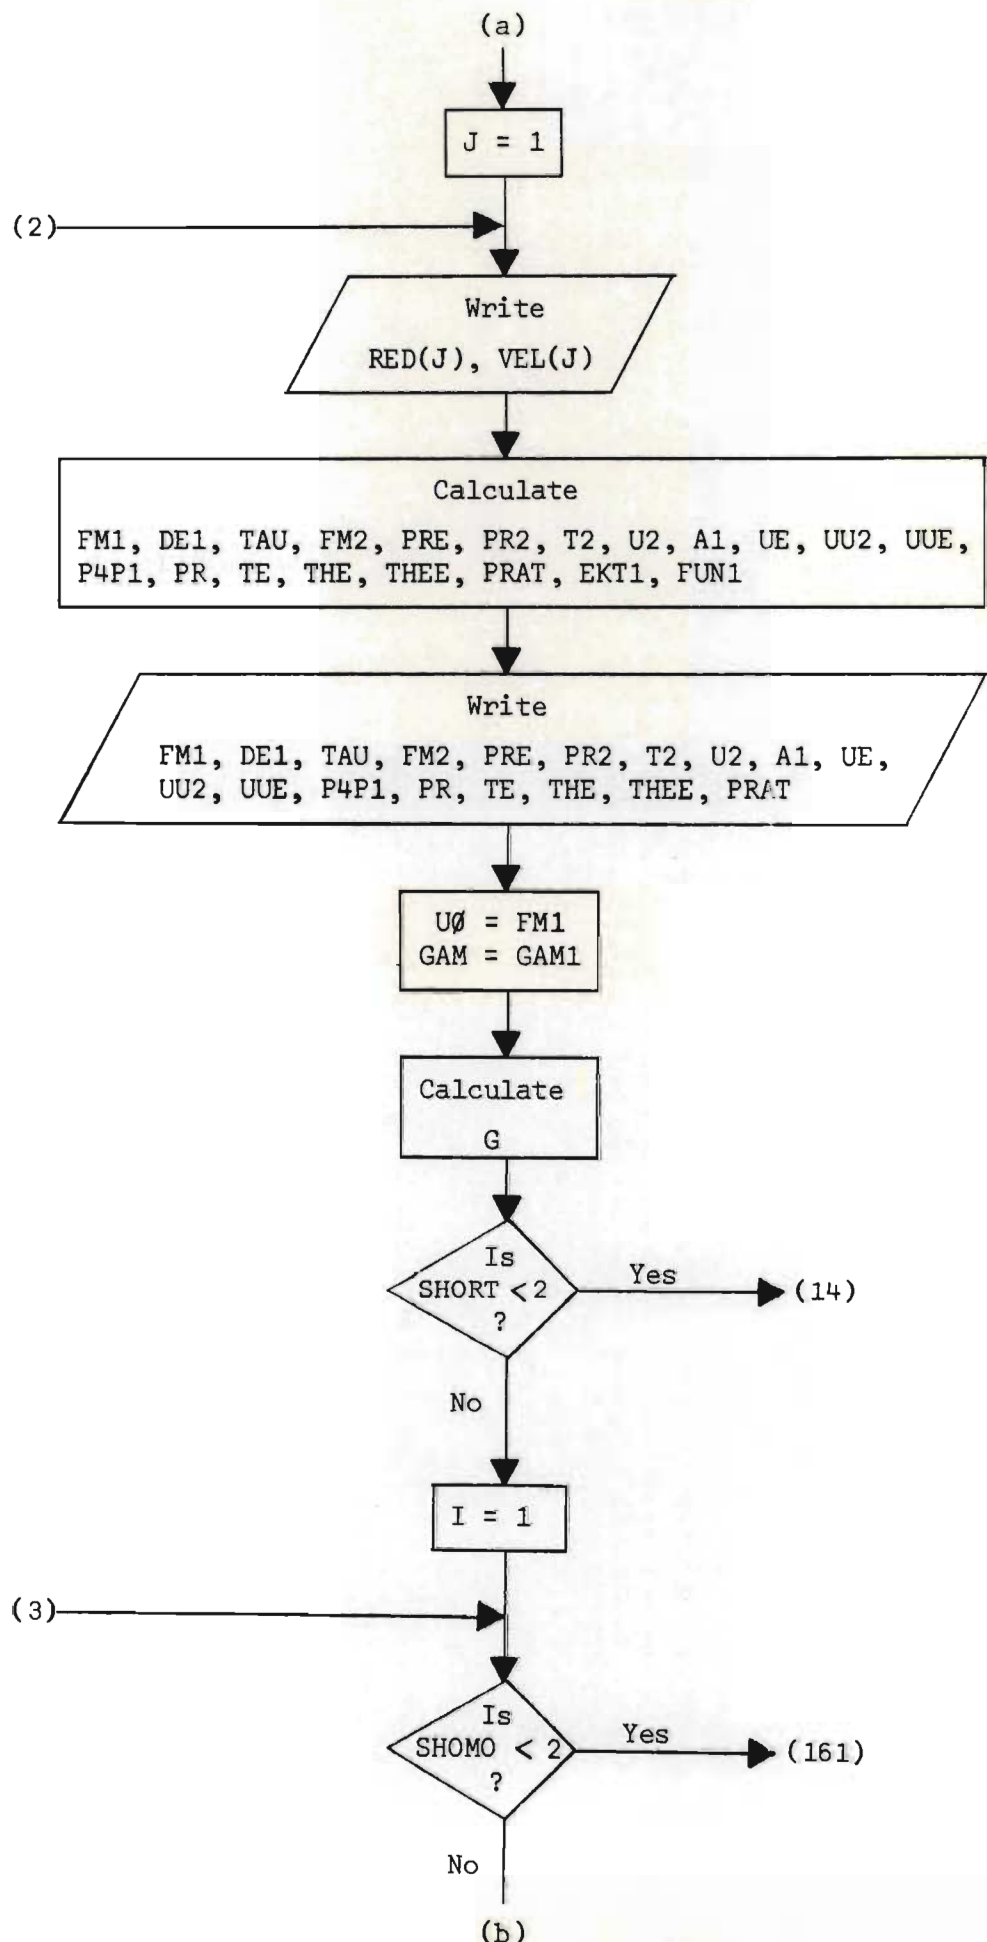 (a)
J = 1
(2)
Write
RED(J), VEL(J)
Calculate
FM1, DE1, TAU, FM2, PRE, PR2, T2, U2, A1, UE, UU2, UUE,
P4P1, PR, TE, THE, THEE, PRAT, EKT1, FUN1
Write
FM1, DE1, TAU, FM2, PRE, PR2, T2, U2, A1, UE,
UU2, UUE, P4P1, PR, TE, THE, THEE, PRAT
UØ = FM1
GAM = GAM1
Calculate
G
Is
SHORT < 2
?
Yes
(14)
No
I = 1
(3)
Is
SHOMO < 2
?
Yes
(161)
No
(b)